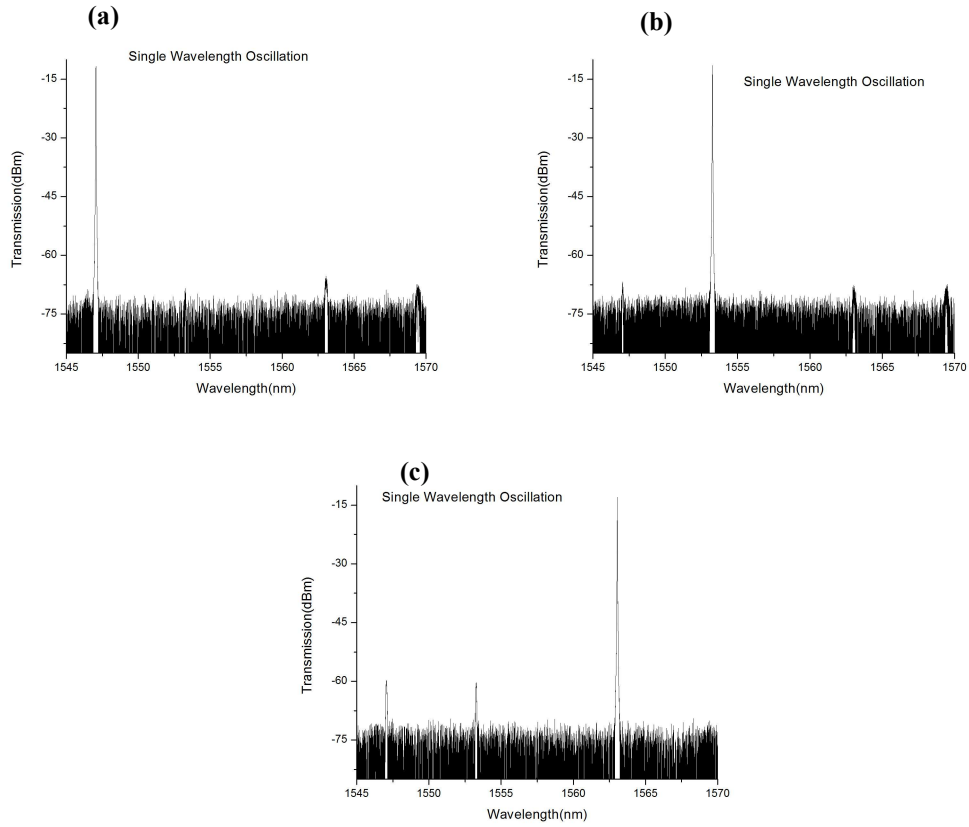 (a)
Single Wavelength Oscillation
Transmission(dBm)
-15
-30
-45
-60
-75
1545 1550 1555 1560 1565 1570
Wavelength(nm)
(b)
Single Wavelength Oscillation
Transmission(dBm)
-15
-30
-45
-60
-75
1545 1550 1555 1560 1565 1570
Wavelength(nm)
(c)
Single Wavelength Oscillation
Transmission(dBm)
-15
-30
-45
-60
-75
1545 1550 1555 1560 1565 1570
Wavelength(nm)